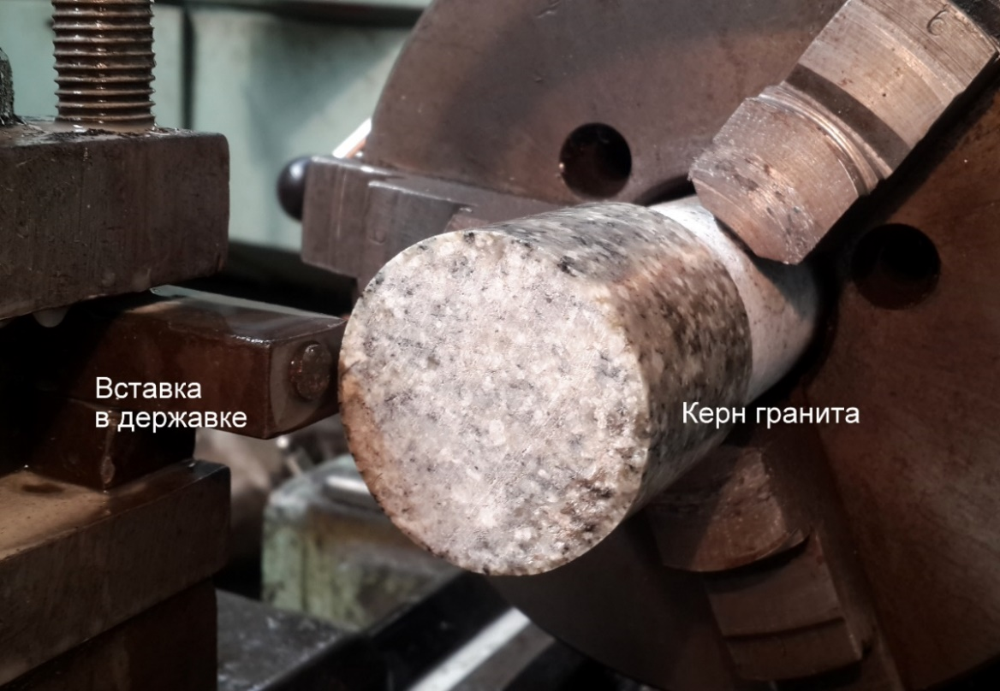 Вставка
в державке
Керн гранита